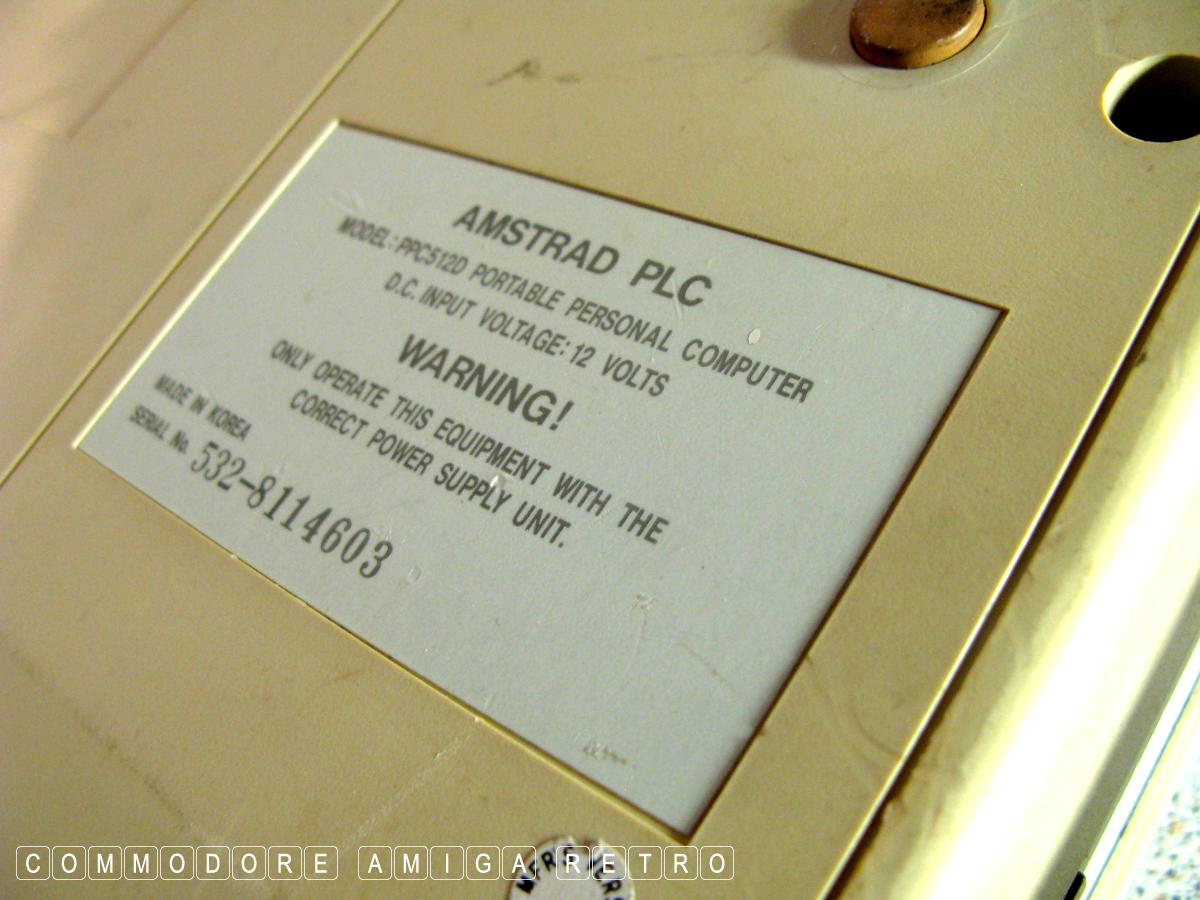 AMSTRAD PLC
MODEL: PPC512D PORTABLE PERSONAL COMPUTER
D.C. INPUT VOLTAGE: 12 VOLTS
WARNING!
ONLY OPERATE THIS EQUIPMENT WITH THE
CORRECT POWER SUPPLY UNIT.
MADE IN KOREA
SERIAL No. 532-8114603
COMMODORE AMIGA RETRO